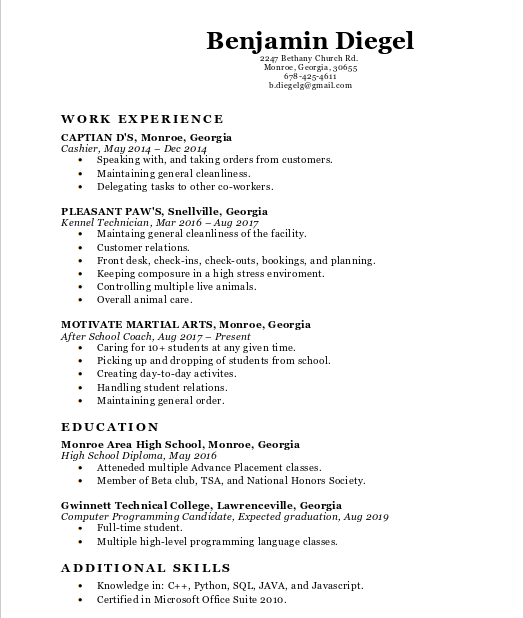 Benjamin Diegel
2247 Bethany Church Rd.
Monroe, Georgia, 30655
678-425-4611
b.diegelg@gmail.com
WORK EXPERIENCE
CAPTIAN D'S, Monroe, Georgia
Cashier, May 2014 – Dec 2014
• Speaking with, and taking orders from customers.
• Maintaining general cleanliness.
• Delegating tasks to other co-workers.
PLEASANT PAW'S, Snellville, Georgia
Kennel Technician, Mar 2016 – Aug 2017
• Maintaing general cleanliness of the facility.
• Customer relations.
• Front desk, check-ins, check-outs, bookings, and planning.
• Keeping composure in a high stress enviroment.
• Controlling multiple live animals.
• Overall animal care.
MOTIVATE MARTIAL ARTS, Monroe, Georgia
After School Coach, Aug 2017 – Present
• Caring for 10+ students at any given time.
• Picking up and dropping of students from school.
• Creating day-to-day activites.
• Handling student relations.
• Maintaining general order.
EDUCATION
Monroe Area High School, Monroe, Georgia
High School Diploma, May 2016
• Atteneded multiple Advance Placement classes.
• Member of Beta club, TSA, and National Honors Society.
Gwinnett Technical College, Lawrenceville, Georgia
Computer Programming Candidate, Expected graduation, Aug 2019
• Full-time student.
• Multiple high-level programming language classes.
ADDITIONAL SKILLS
• Knowledge in: C++, Python, SQL, JAVA, and Javascript.
• Certified in Microsoft Office Suite 2010.